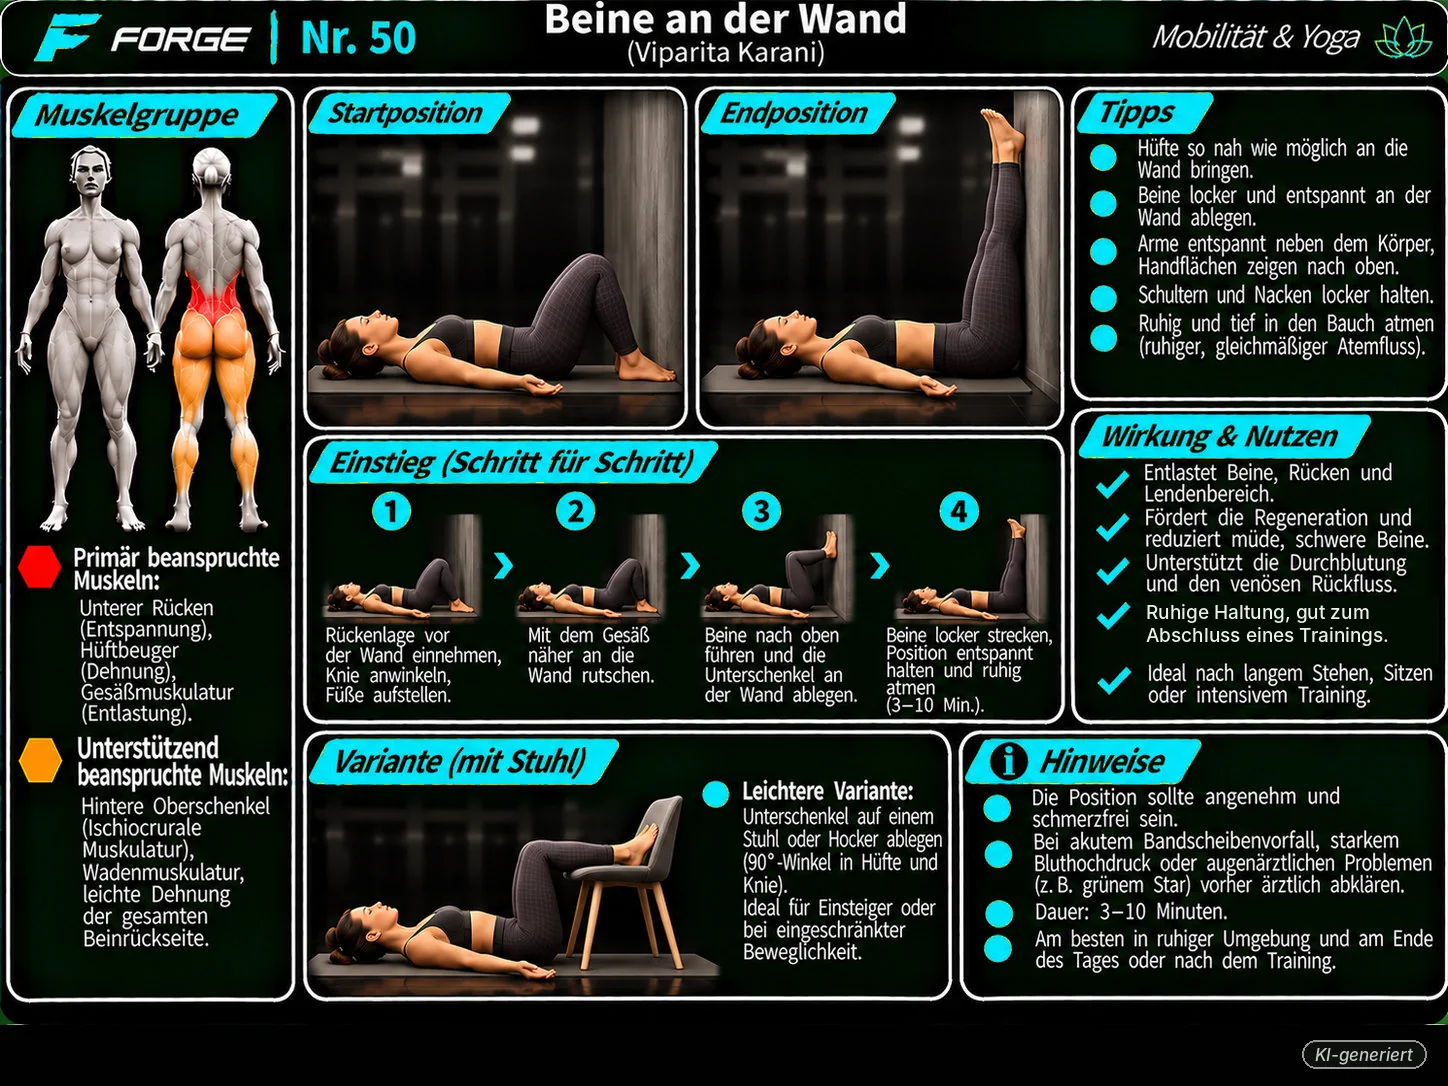 FORGE
Nr. 50
Beine an der Wand
(Viparita Karani)
Mobilität & Yoga
Muskelgruppe
Primär beanspruchte
Muskeln:
Unterer Rücken
(Entspannung),
Hüftbeuger
(Dehnung),
Gesäßmuskulatur
(Entlastung).
Unterstützend
beanspruchte Muskeln:
Hintere Oberschenkel
(Ischiocrurale
Muskulatur),
Wadenmuskulatur,
leichte Dehnung
der gesamten
Beinrückseite.
Startposition
Endposition
Einstieg (Schritt für Schritt)
1
Rückenlage vor
der Wand einnehmen,
Knie anwinkeln,
Füße aufstellen.
2
Mit dem Gesäß
näher an die
Wand rutschen.
3
Beine nach oben
führen und die
Unterschenkel an
der Wand ablegen.
4
Beine locker strecken,
Position entspannt
halten und ruhig
atmen
(3–10 Min.).
Variante (mit Stuhl)
Leichtere Variante:
Unterschenkel auf einem
Stuhl oder Hocker ablegen
(90°-Winkel in Hüfte und
Knie).
Ideal für Einsteiger oder
bei eingeschränkter
Beweglichkeit.
Tipps
Hüfte so nah wie möglich an die
Wand bringen.
Beine locker und entspannt an der
Wand ablegen.
Arme entspannt neben dem Körper,
Handflächen zeigen nach oben.
Schultern und Nacken locker halten.
Ruhig und tief in den Bauch atmen
(ruhiger, gleichmäßiger Atemfluss).
Wirkung & Nutzen
Entlastet Beine, Rücken und
Lendenbereich.
Fördert die Regeneration und
reduziert müde, schwere Beine.
Unterstützt die Durchblutung
und den venösen Rückfluss.
Ruhige Haltung, gut zum
Abschluss eines Trainings.
Ideal nach langem Stehen, Sitzen
oder intensivem Training.
i Hinweise
Die Position sollte angenehm und
schmerzfrei sein.
Bei akutem Bandscheibenvorfall, starkem
Bluthochdruck oder augenärztlichen Problemen
(z. B. grünem Star) vorher ärztlich abklären.
Dauer: 3–10 Minuten.
Am besten in ruhiger Umgebung und am Ende
des Tages oder nach dem Training.
KI-generiert